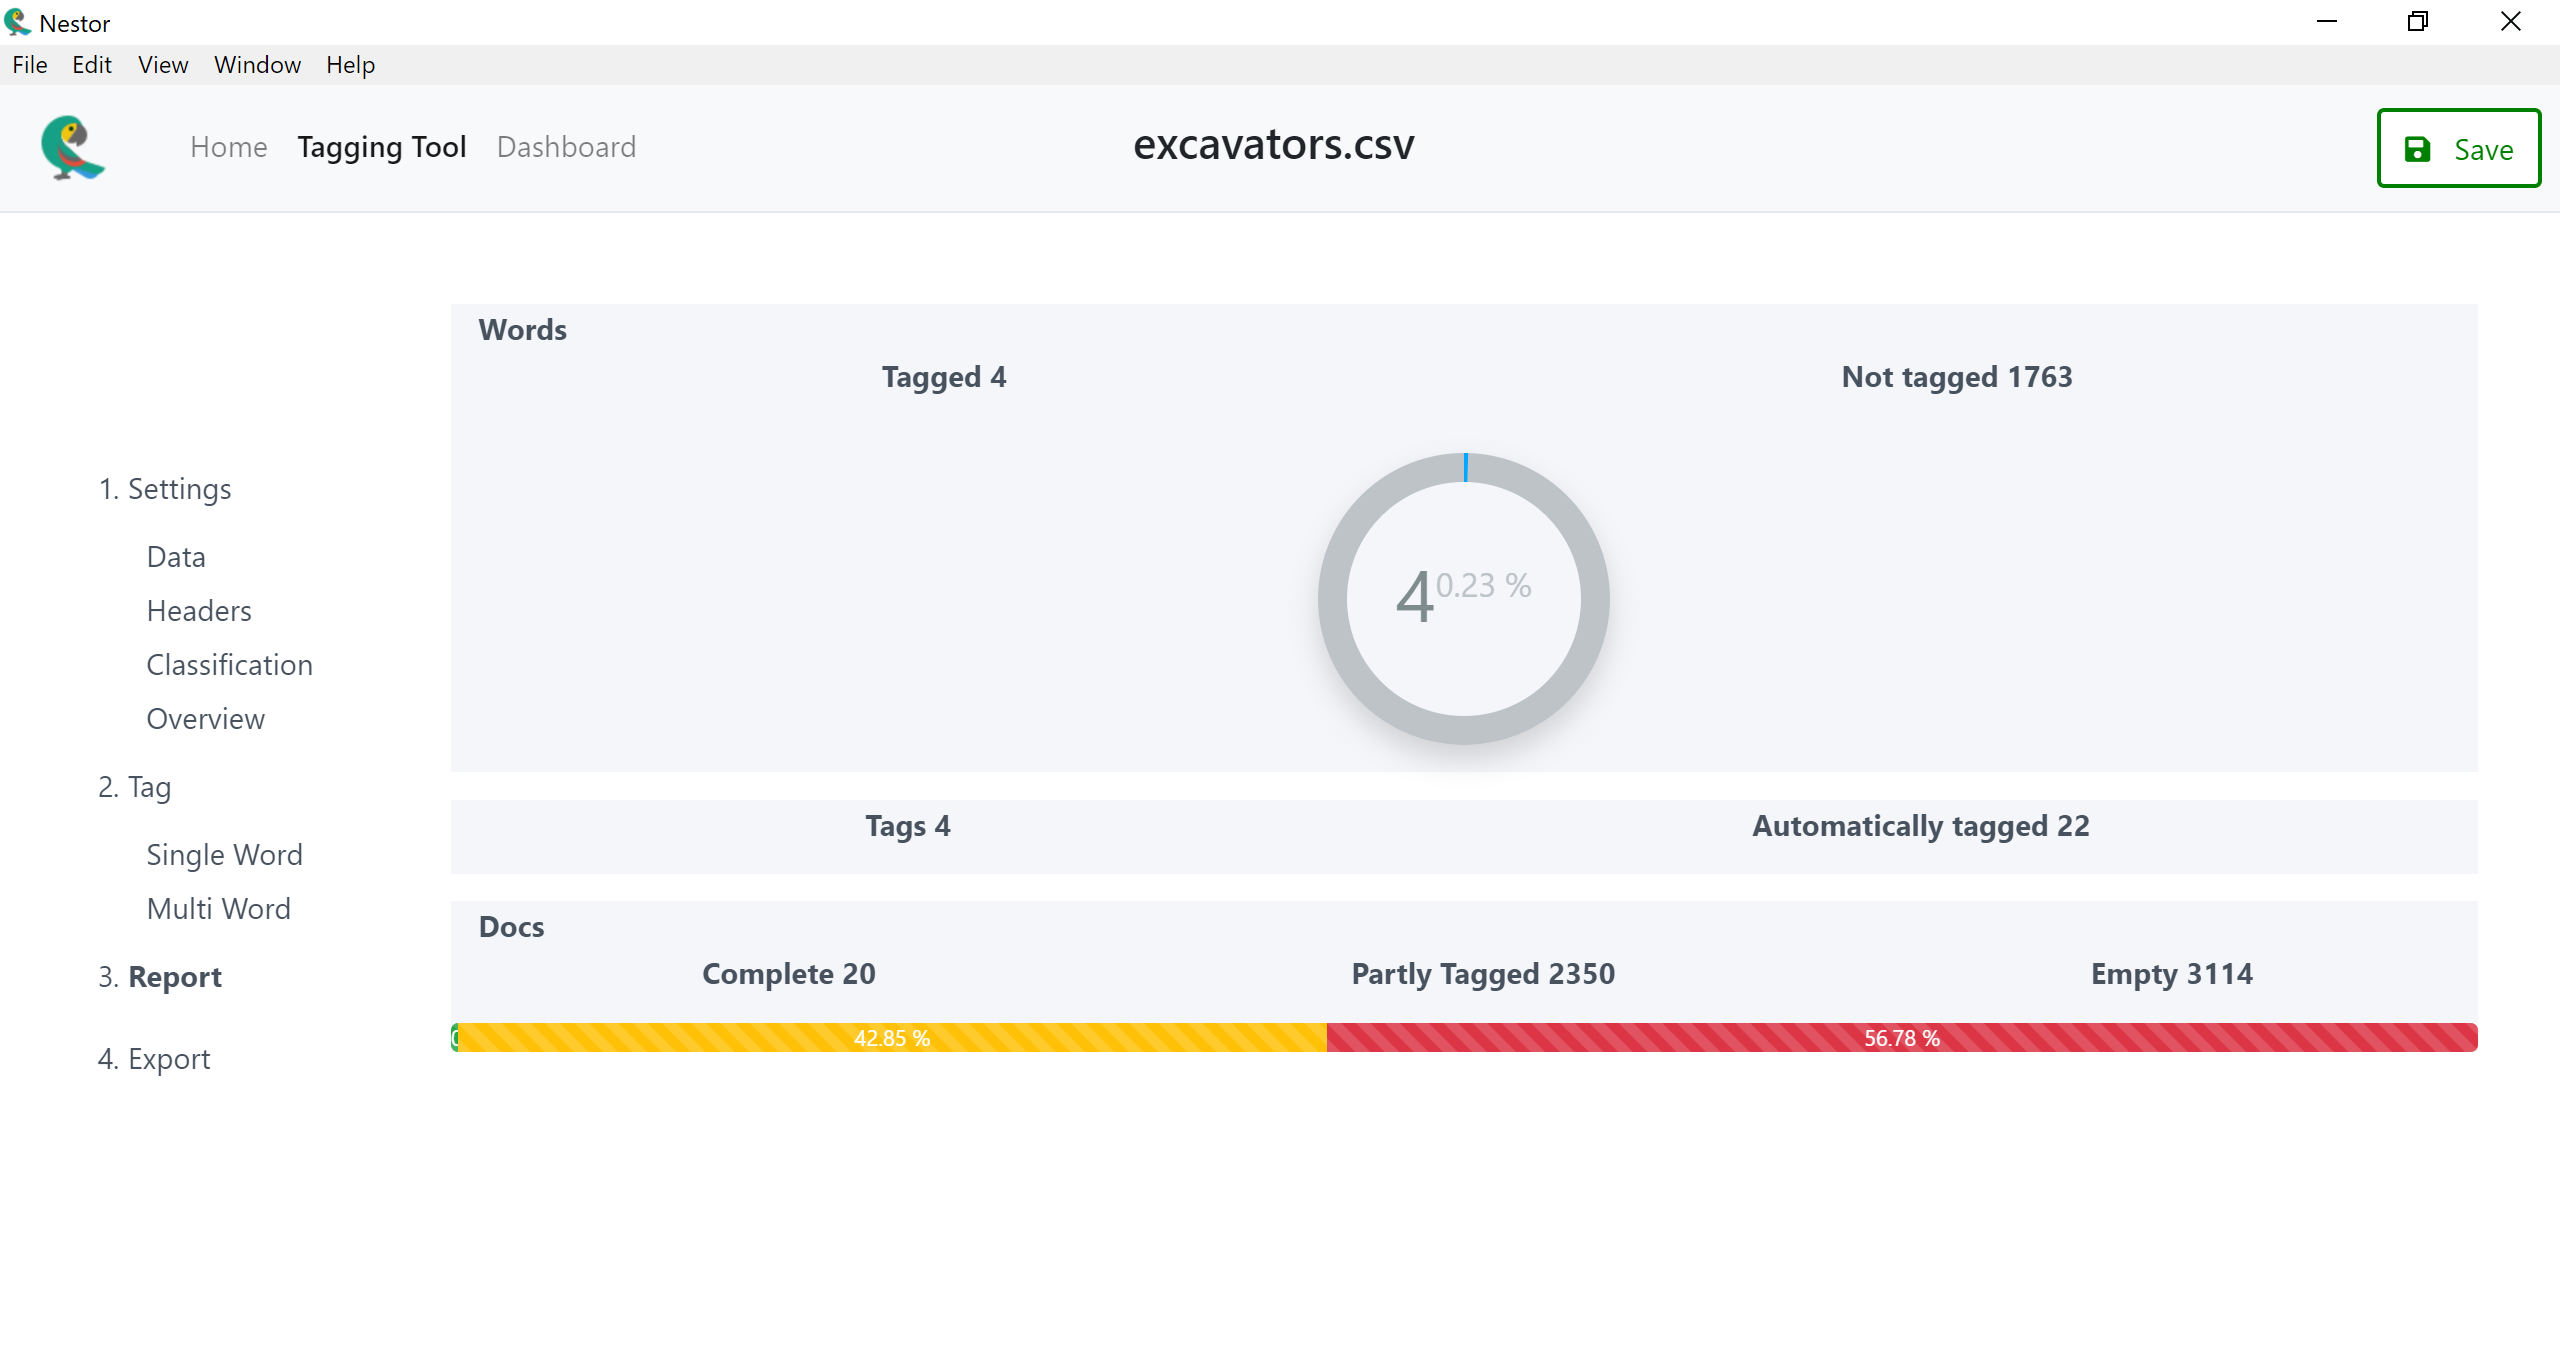 Nestor
File Edit View Window Help
Home Tagging Tool Dashboard
excavators.csv
Save
1. Settings
Data
Headers
Classification
Overview
2. Tag
Single Word
Multi Word
3. Report
4. Export
Words
Tagged 4
Not tagged 1763
4 0.23 %
Tags 4
Automatically tagged 22
Docs
Complete 20
Partly Tagged 2350
Empty 3114
42.85 %
56.78 %